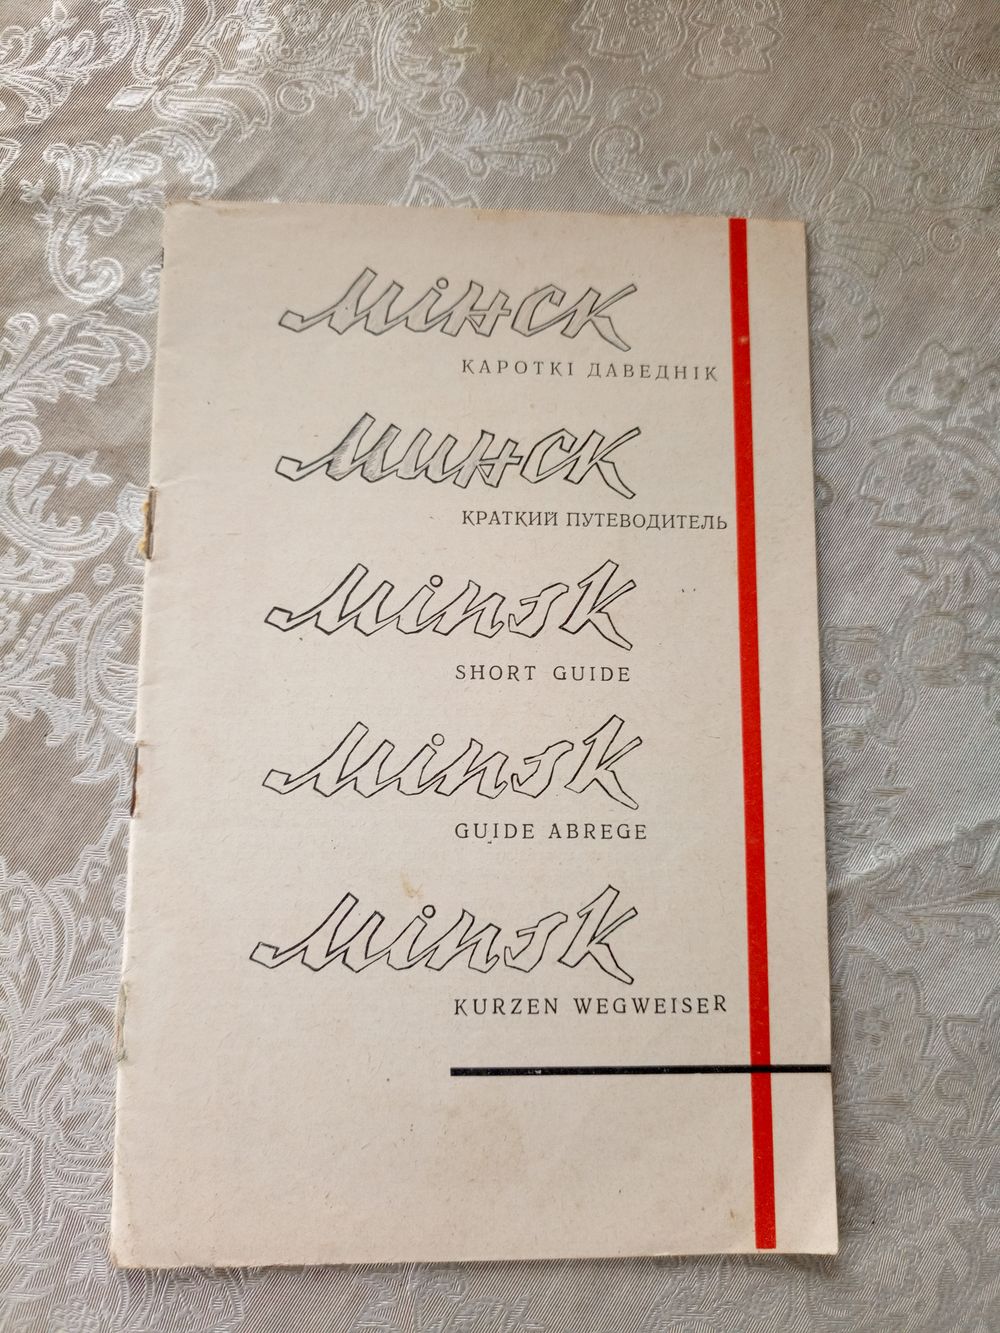 Мінск
КАРОТКІ ДАВЕДНІК
Минск
КРАТКИЙ ПУТЕВОДИТЕЛЬ
Minsk
SHORT GUIDE
Minsk
GUIDE ABREGE
Minsk
KURZEN WEGWEISER